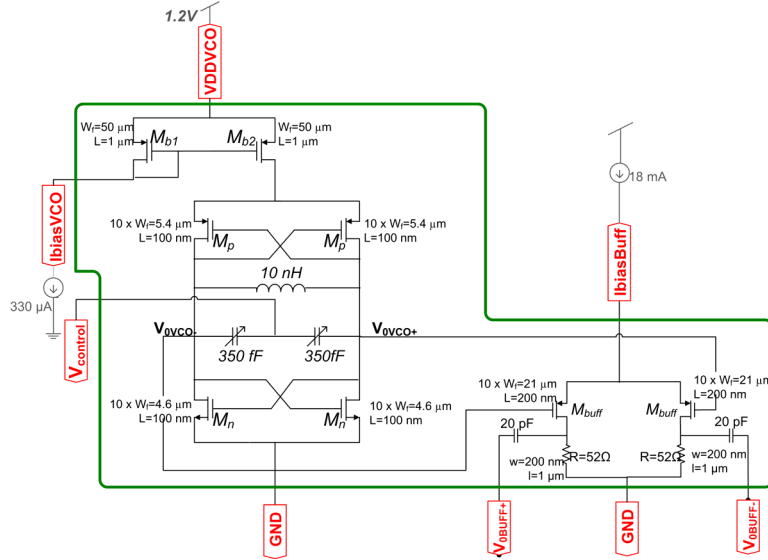 1.2V
VDDVCO
Wf=50 μm
L=1 μm
Mb1
Mb2
Wf=50 μm
L=1 μm
IbiasVCO
330 μA
Vcontrol
10 x Wf=5.4 μm
L=100 nm
Mp
Mp
10 x Wf=5.4 μm
L=100 nm
10 nH
V0VCO-
V0VCO+
350 fF
350fF
10 x Wf=4.6 μm
L=100 nm
Mn
Mn
10 x Wf=4.6 μm
L=100 nm
GND
18 mA
IbiasBuff
10 x Wf=21 μm
L=200 nm
Mbuff
Mbuff
10 x Wf=21 μm
L=200 nm
20 pF
20 pF
R=52Ω
w=200 nm
l=1 μm
R=52Ω
w=200 nm
l=1 μm
V0BUFF+
GND
V0BUFF-